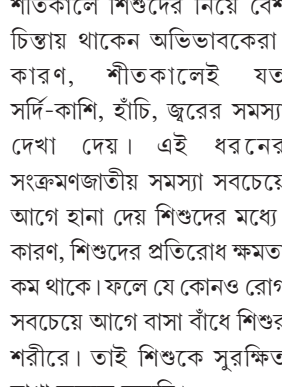 শীতকালে শিশুদের নিয়ে বেশ
চিন্তায় থাকেন অভিভাবকেরা
কারণ, শীতকালেই যত
সর্দি-কাশি, হাঁচি, জ্বরের সমস্য
দেখা দেয়। এই ধরনের
সংক্রমণজাতীয় সমস্যা সবচেয়ে
আগে হানা দেয় শিশুদের মধ্যে
কারণ, শিশুদের প্রতিরোধ ক্ষমত
কম থাকে। ফলে যে কোনও রোগ
সবচেয়ে আগে বাসা বাঁধে শিশুর
শরীরে। তাই শিশুকে সুরক্ষিত